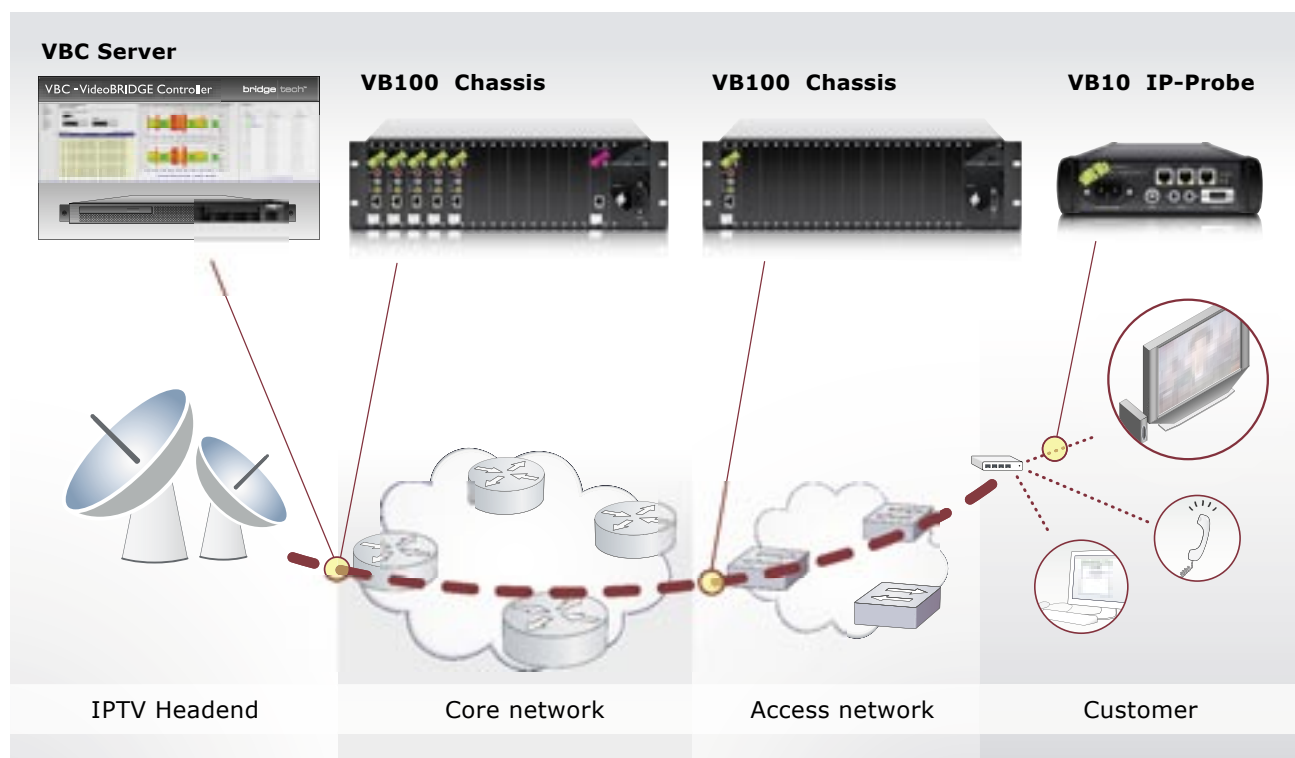 VBC Server
VB100 Chassis
VB100 Chassis
VB10 IP-Probe
VBC - VideoBRIDGE Controller
bridge tech
IPTV Headend
Core network
Access network
Customer